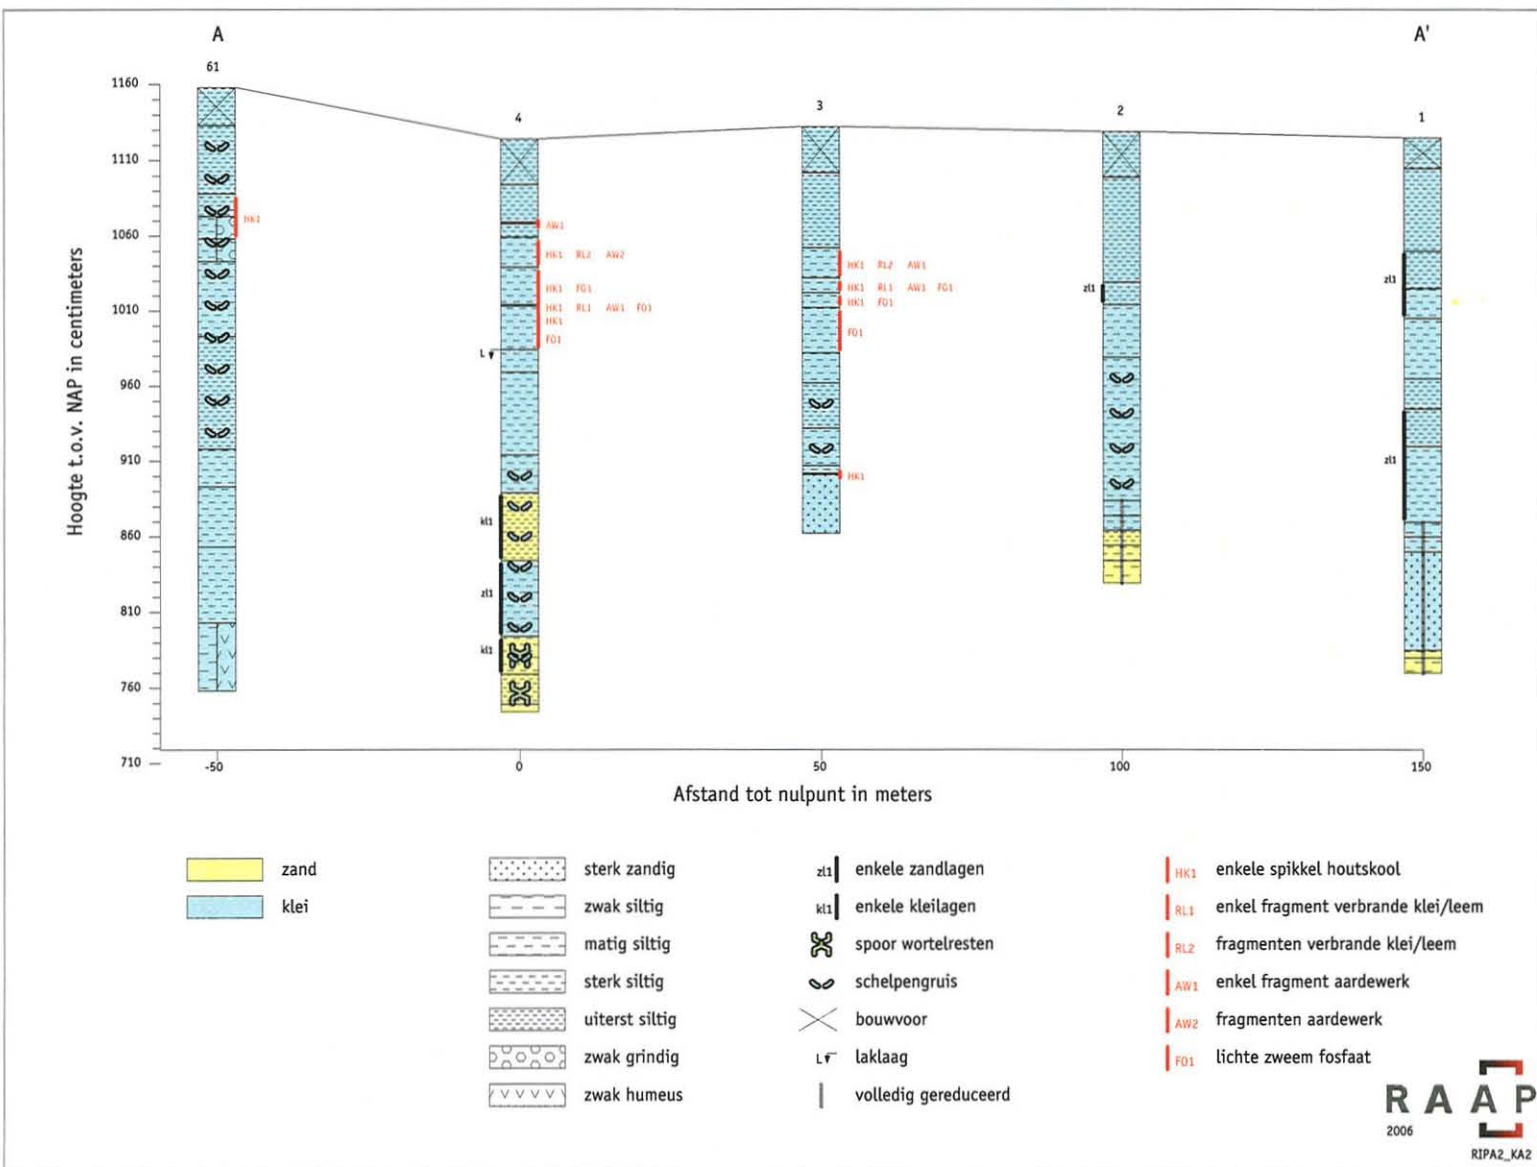 A A'
61 4 3 2 1
Hoogte t.o.v. NAP in centimeters
1160
1110
1060
1010
960
910
860
810
760
710
HK1
AW1
HK1 RL2 AW2
HK1 FO1
HK1 RL1 AW1 FO1
HK1
FO1
L
kl1
zl1
kl1
HK1 RL2 AW1
HK1 RL1 AW1 FO1
HK1 FO1
FO1
HK1
zl1
zl1
zl1
-50 0 50 100 150
Afstand tot nulpunt in meters
zand
klei
sterk zandig
zwak siltig
matig siltig
sterk siltig
uiterst siltig
zwak grindig
zwak humeus
zl1 enkele zandlagen
kl1 enkele kleilagen
spoor wortelresten
schelpengruis
bouwvoor
L laklaag
volledig gereduceerd
HK1 enkele spikkel houtskool
RL1 enkel fragment verbrande klei/leem
RL2 fragmenten verbrande klei/leem
AW1 enkel fragment aardewerk
AW2 fragmenten aardewerk
FO1 lichte zweem fosfaat
RAAP
2006
RIPA2_KA2